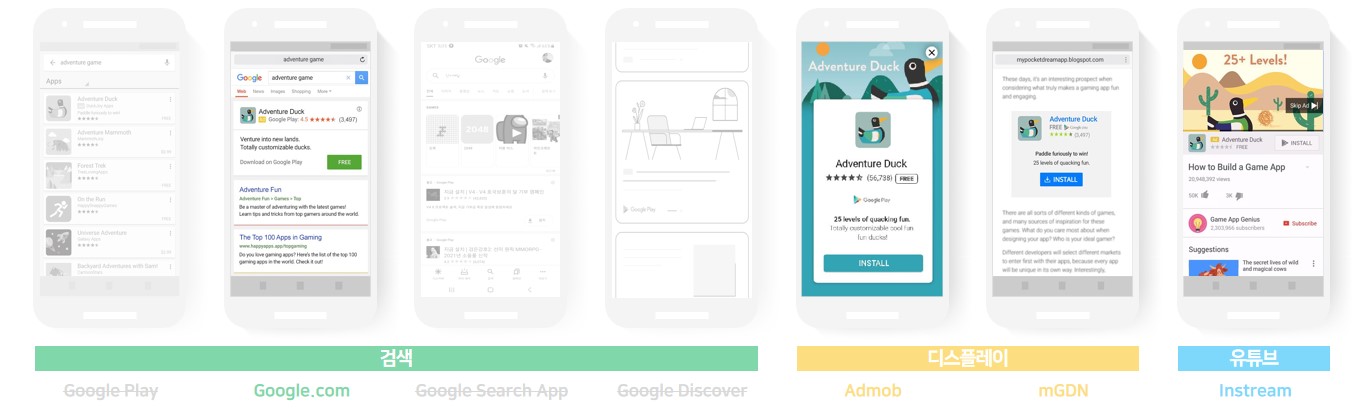 adventure game
Apps
Adventure Duck
Adventure Mammoth
Forest Trek
On the Run
Universe Adventure
Backyard Adventures with Sam!
adventure game
Google
adventure game
Web News Images Shopping More
Adventure Duck
Ad Google Play 4.5 (3,497)
Venture into new lands.
Totally customizable ducks.
Download on Google Play
FREE
Adventure Fun
Adventure Fun > Games > Top
Be a master of adventuring with the latest games!
Learn tips and tricks from top gamers around the world.
The Top 100 Apps in Gaming
www.happyapps.app/topgaming
Do you love gaming apps? Here's the list of the top 100
gaming apps in the world. Check it out!
Google
2048
Google Play
Adventure Duck
Adventure Duck
(56,738) FREE
Google Play
25 levels of quacking fun.
Totally customizable cool fun
fun ducks!
INSTALL
mypocketdreamapp.blogspot.com
These days, it's an interesting prospect when
considering what truly makes a gaming app fun
and engaging.
Adventure Duck
FREE Google play
(3,497)
Paddle furiously to win!
25 levels of quacking fun.
INSTALL
There are all sorts of different kinds of games,
and many sources of inspiration for these
games. What do you care most about when
designing your app? Who is your ideal gamer?
Different developers will select different markets
to enter first with their apps, because every app
will be unique in its own way. Interestingly,
25+ Levels!
Skip Ad
Ad Adventure Duck
FREE
INSTALL
How to Build a Game App
20,948,392 views
50K 3K
Game App Genius
3,303,966 subscribers
Subscribe
Suggestions
The secret lives of wild
and magical cows
검색
디스플레이
유튜브
Google Play
Google.com
Google Search App
Google Discover
Admob
mGDN
Instream